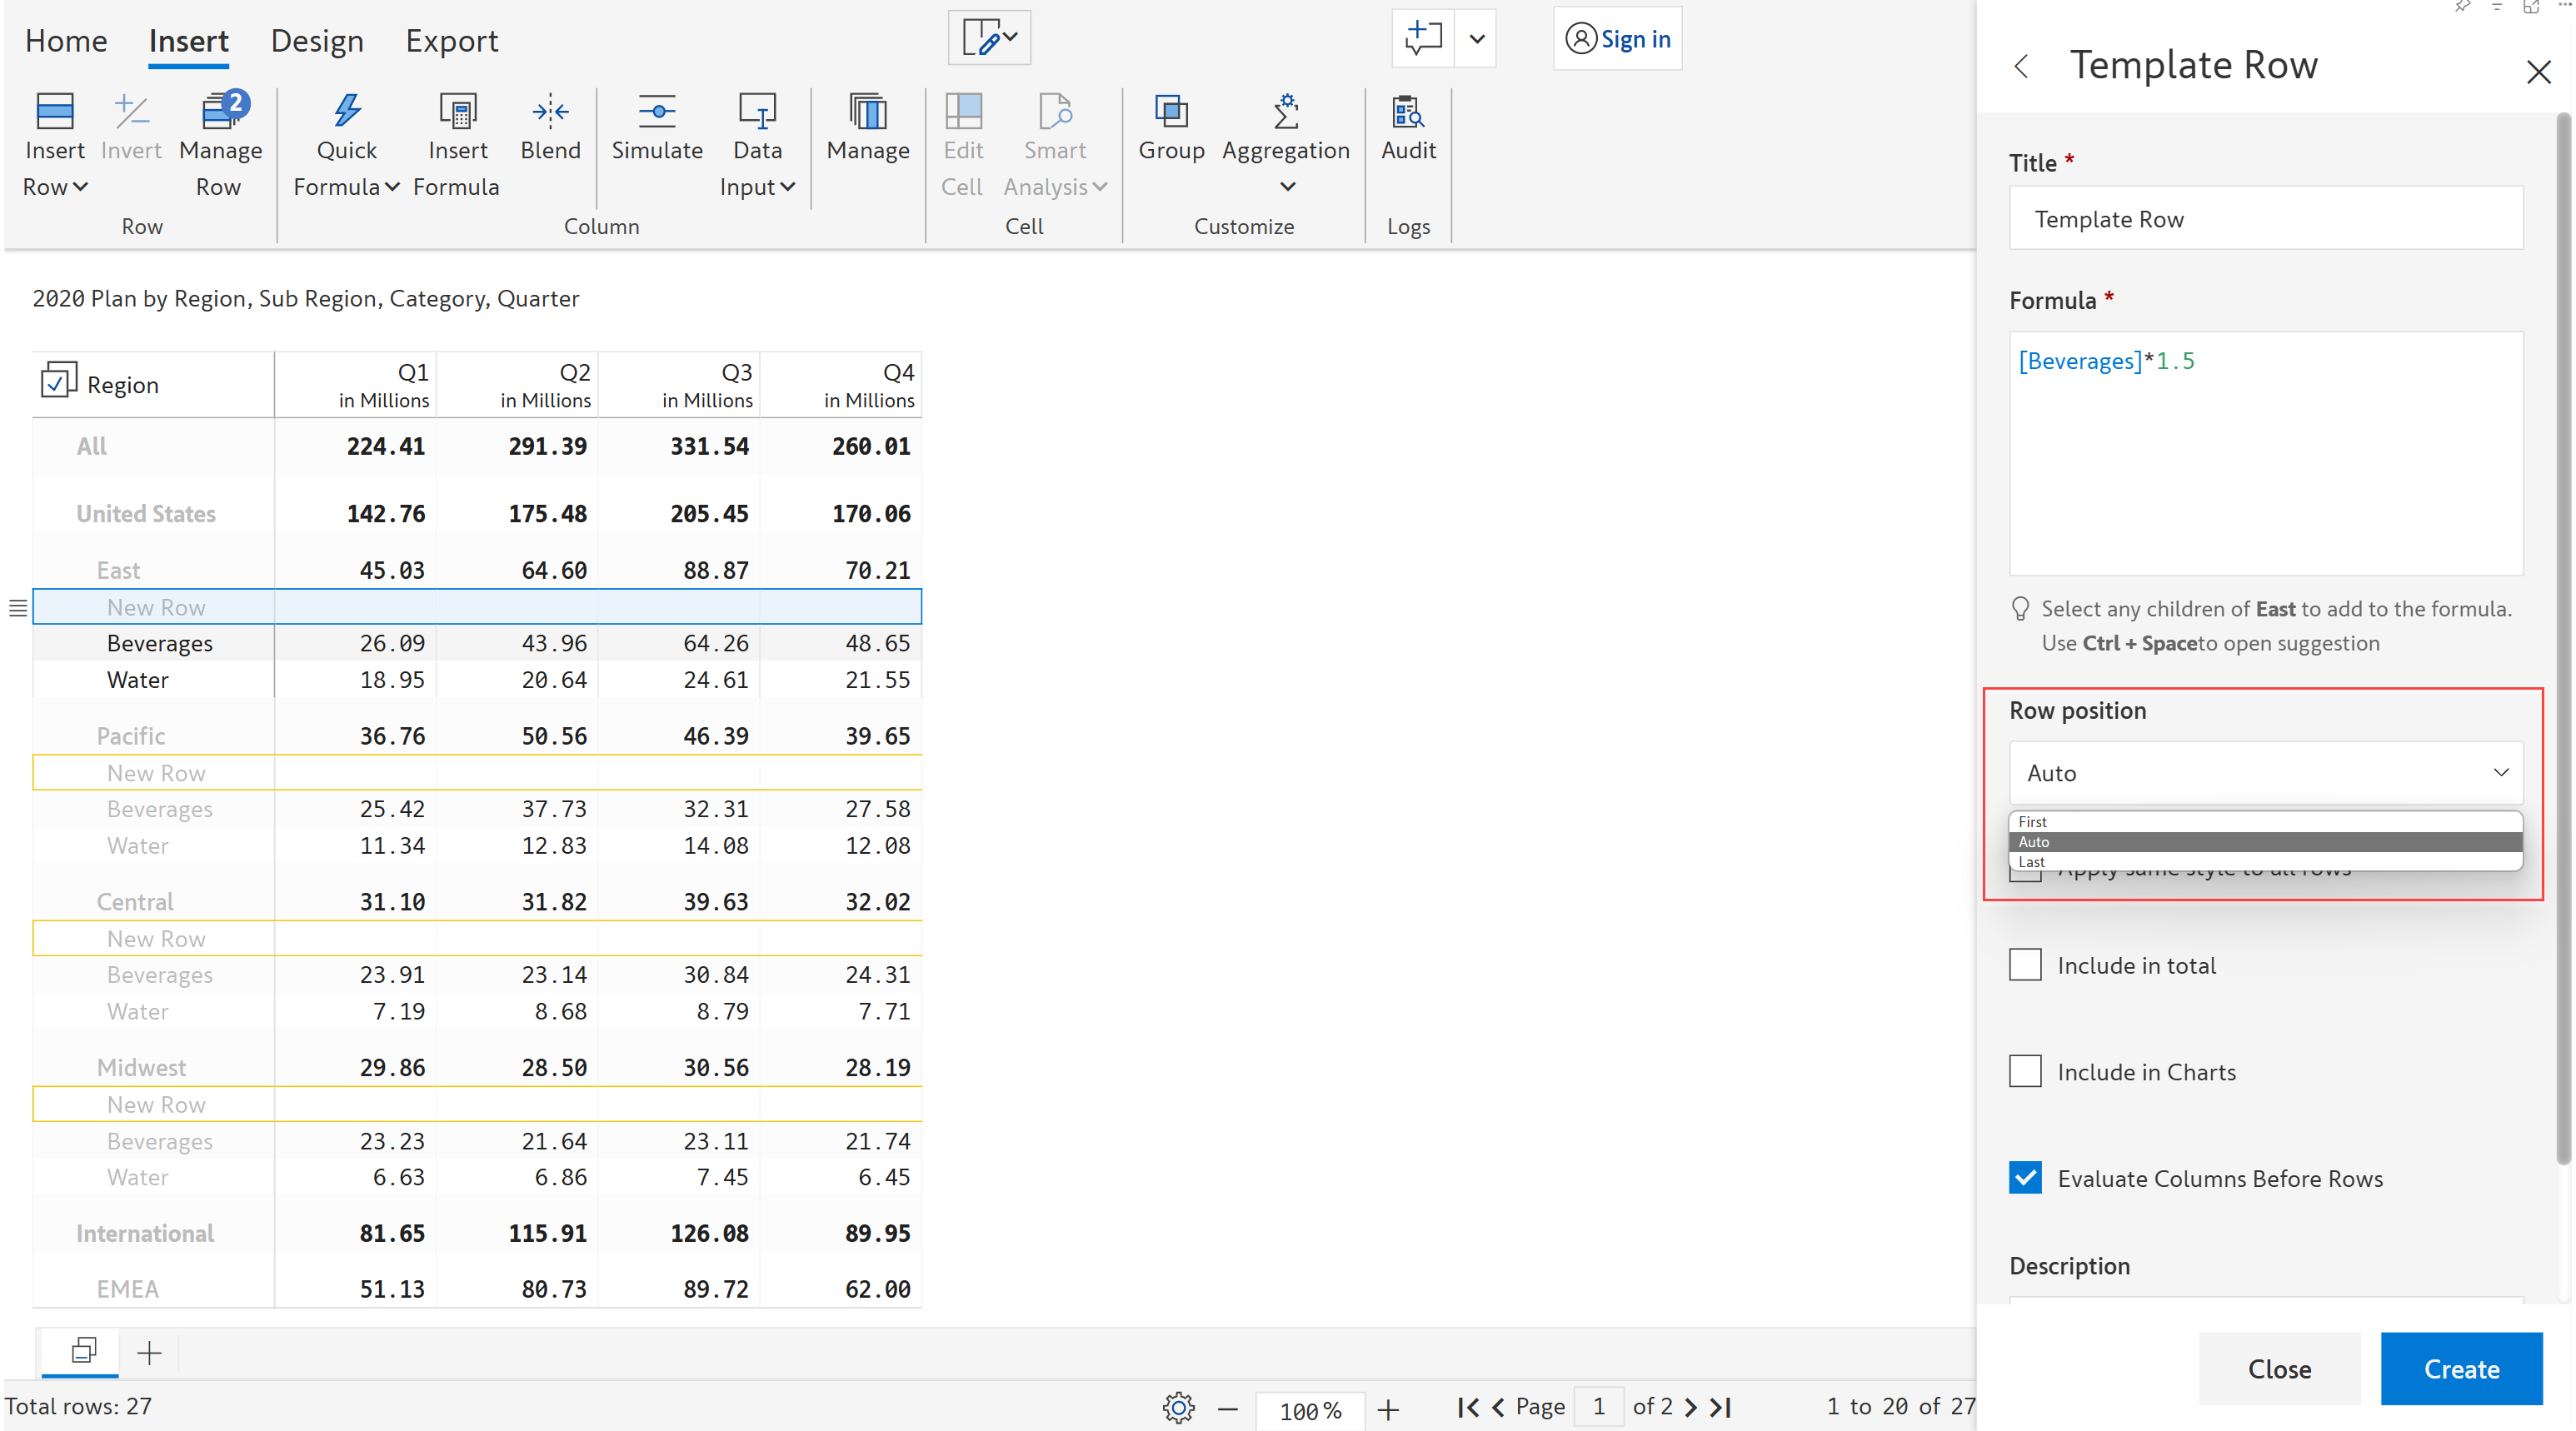 Home Insert Design Export
Sign in
Insert Row
Invert
Manage Row
2
Row
Quick Formula
Insert Formula
Blend
Simulate
Data Input
Column
Manage
Edit Cell
Smart Analysis
Cell
Group
Aggregation
Customize
Audit
Logs
2020 Plan by Region, Sub Region, Category, Quarter
Region Q1 Q2 Q3 Q4
in Millions in Millions in Millions in Millions
All 224.41 291.39 331.54 260.01
United States 142.76 175.48 205.45 170.06
East 45.03 64.60 88.87 70.21
New Row
Beverages 26.09 43.96 64.26 48.65
Water 18.95 20.64 24.61 21.55
Pacific 36.76 50.56 46.39 39.65
New Row
Beverages 25.42 37.73 32.31 27.58
Water 11.34 12.83 14.08 12.08
Central 31.10 31.82 39.63 32.02
New Row
Beverages 23.91 23.14 30.84 24.31
Water 7.19 8.68 8.79 7.71
Midwest 29.86 28.50 30.56 28.19
New Row
Beverages 23.23 21.64 23.11 21.74
Water 6.63 6.86 7.45 6.45
International 81.65 115.91 126.08 89.95
EMEA 51.13 80.73 89.72 62.00
Total rows: 27
100%
Page 1 of 2
1 to 20 of 27
Template Row
Title *
Template Row
Formula *
[Beverages]*1.5
Select any children of East to add to the formula.
Use Ctrl + Spaceto open suggestion
Row position
Auto
First
Auto
Last
Apply same style to all rows
Include in total
Include in Charts
Evaluate Columns Before Rows
Description
Close Create